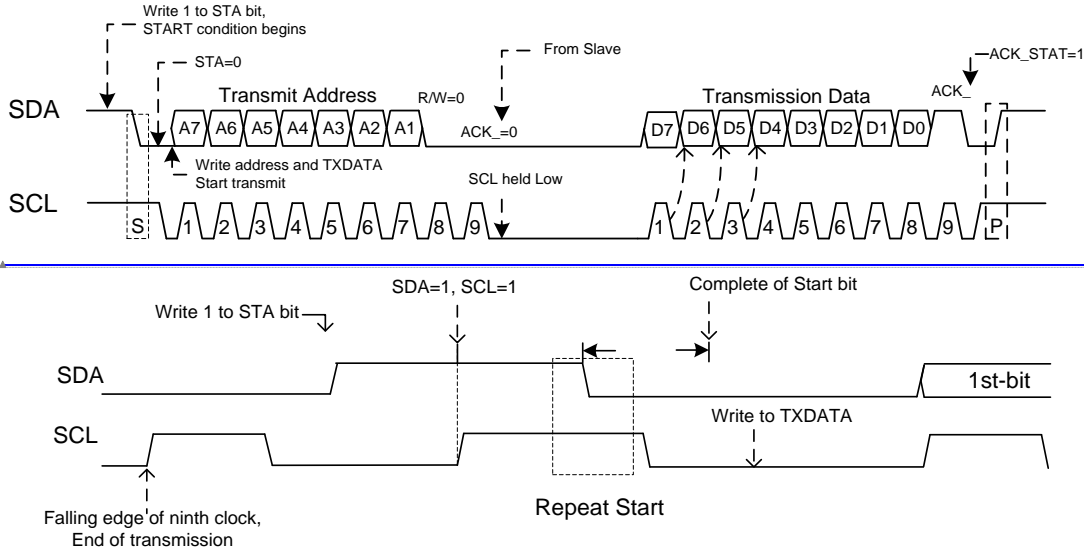 Write 1 to STA bit,
START condition begins
STA=0
From Slave
ACK_STAT=1
SDA
Transmit Address
R/W=0
Transmission Data
ACK_
A7 A6 A5 A4 A3 A2 A1
ACK_=0
D7 D6 D5 D4 D3 D2 D1 D0
Write address and TXDATA
Start transmit
SCL held Low
SCL
S 1 2 3 4 5 6 7 8 9 1 2 3 4 5 6 7 8 9 P
SDA=1, SCL=1
Complete of Start bit
Write 1 to STA bit
SDA
1st-bit
Write to TXDATA
SCL
Repeat Start
Falling edge of ninth clock,
End of transmission